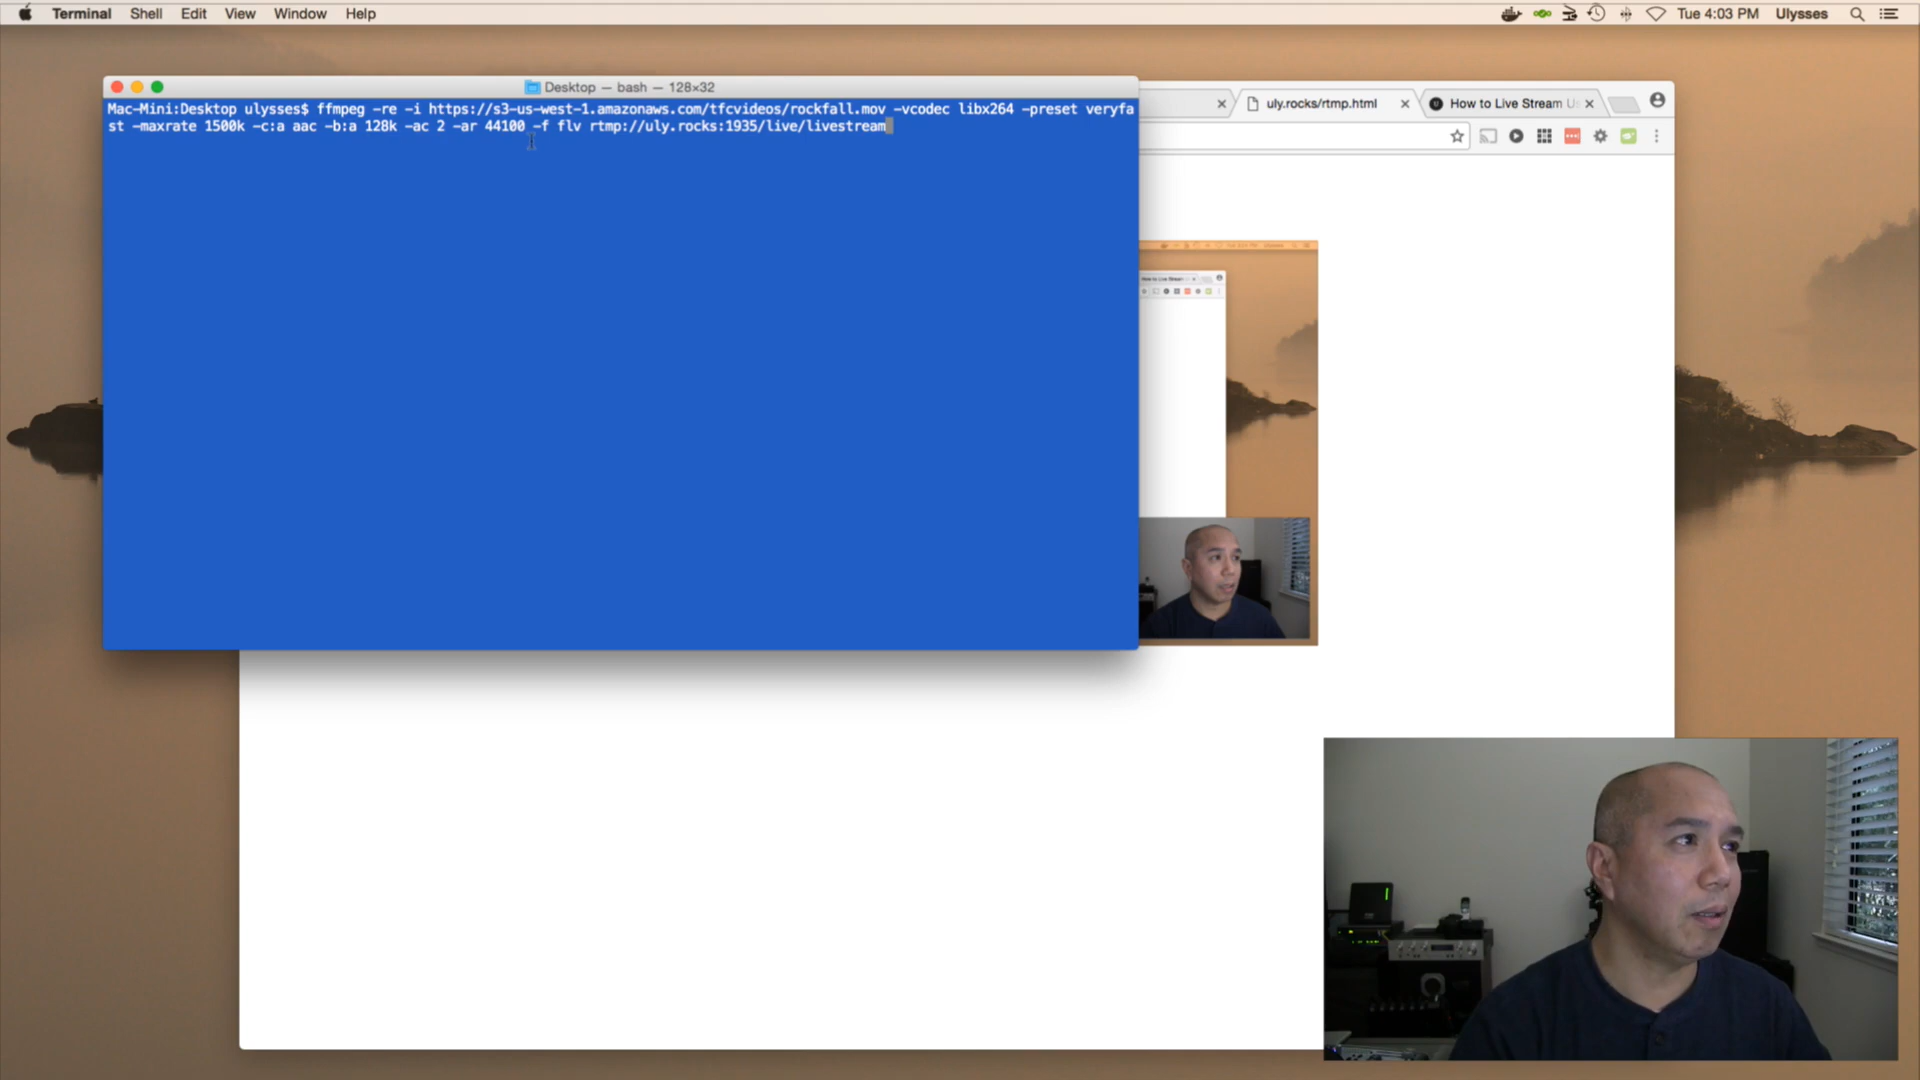 Terminal Shell Edit View Window Help
Tue 4:03 PM Ulysses
Desktop — bash — 128×32
Mac-Mini:Desktop ulysses$ ffmpeg -re -i https://s3-us-west-1.amazonaws.com/tfcvideos/rockfall.mov -vcodec libx264 -preset veryfa
st -maxrate 1500k -c:a aac -b:a 128k -ac 2 -ar 44100 -f flv rtmp://uly.rocks:1935/live/livestream
uly.rocks/rtmp.html
How to Live Stream